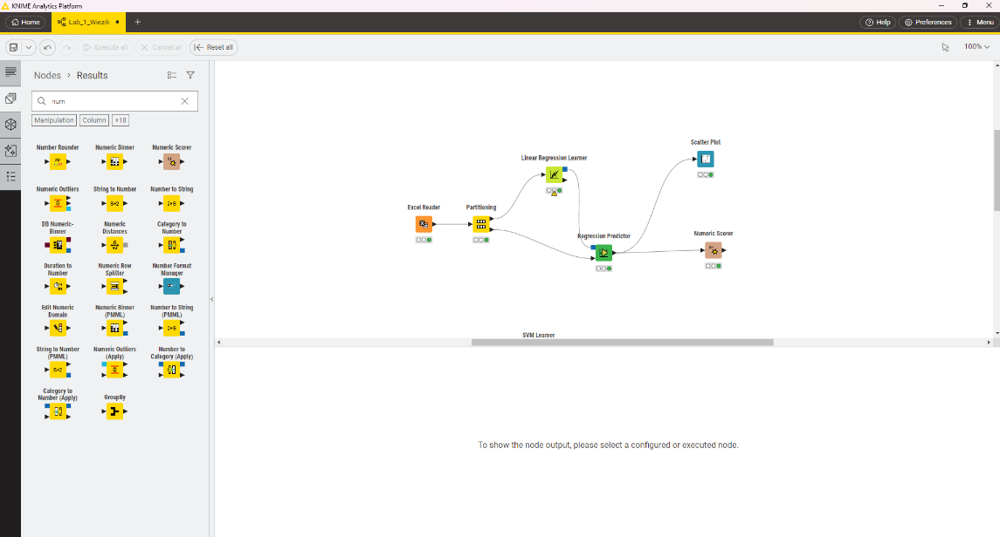 KNIME Analytics Platform
Home
Lab_1_Wiezik
Help
Preferences
Menu
Execute all
Cancel all
Reset all
100%
Nodes > Results
num
Manipulation
Column
+18
Number Rounder
Numeric Binner
Numeric Scorer
Numeric Outliers
String to Number
Number to String
DB Numeric-
Binner
Numeric
Distances
Category to
Number
Duration to
Number
Numeric Row
Splitter
Number Format
Manager
Edit Numeric
Domain
Numeric Binner
(PMML)
Number to String
(PMML)
String to Number
(PMML)
Numeric Outliers
(Apply)
Number to
Category (Apply)
Category to
Number (Apply)
GroupBy
Scatter Plot
Linear Regression Learner
Excel Reader
Partitioning
Regression Predictor
Numeric Scorer
SVM Learner
To show the node output, please select a configured or executed node.